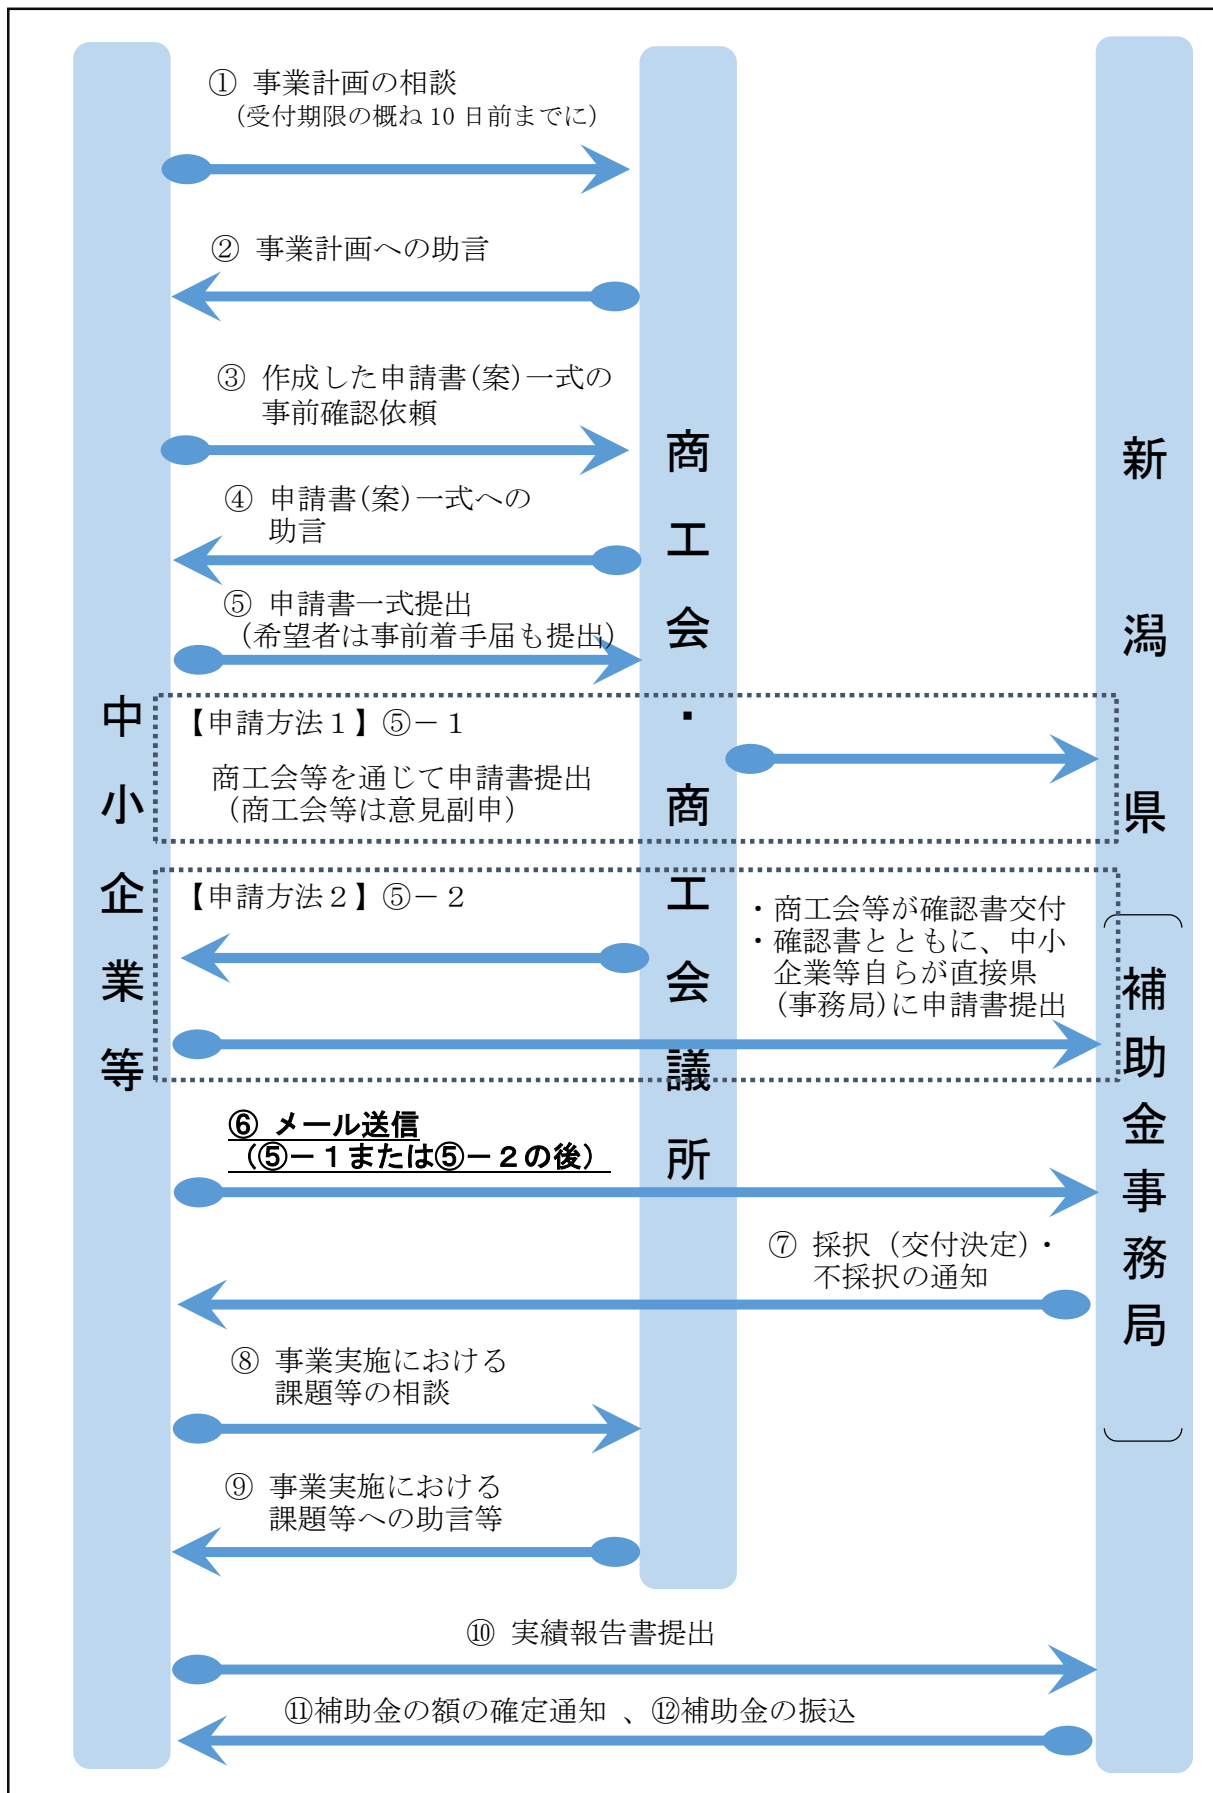 ① 事業計画の相談
（受付期限の概ね 10 日前までに）
② 事業計画への助言
③ 作成した申請書(案)一式の
事前確認依頼
④ 申請書(案)一式への
助言
⑤ 申請書一式提出
（希望者は事前着手届も提出）
【申請方法１】⑤－１
商工会等を通じて申請書提出
（商工会等は意見副申）
【申請方法２】⑤－２
・商工会等が確認書交付
・確認書とともに、中小
企業等自らが直接県
(事務局)に申請書提出
⑥ メール送信
（⑤－１または⑤－２の後）
⑦ 採択（交付決定）・
不採択の通知
⑧ 事業実施における
課題等の相談
⑨ 事業実施における
課題等への助言等
⑩ 実績報告書提出
⑪補助金の額の確定通知 、⑫補助金の振込
中小企業等
商工会・商工会議所
新潟県
（補助金事務局）